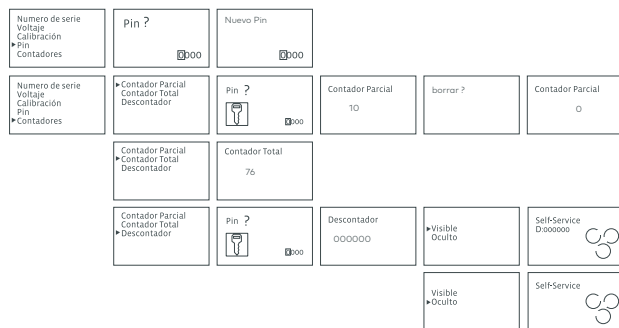 Numero de serie
Voltaje
Calibración
▸Pin
Contadores
Pin ?
0000
Nuevo Pin
0000
Numero de serie
Voltaje
Calibración
Pin
▸Contadores
▸Contador Parcial
Contador Total
Descontador
Pin ?
0000
Contador Parcial
10
borrar ?
Contador Parcial
0
Contador Parcial
▸Contador Total
Descontador
Contador Total
76
Contador Parcial
Contador Total
▸Descontador
Pin ?
0000
Descontador
000000
▸Visible
Oculto
Self-Service
D:000000
Visible
▸Oculto
Self-Service